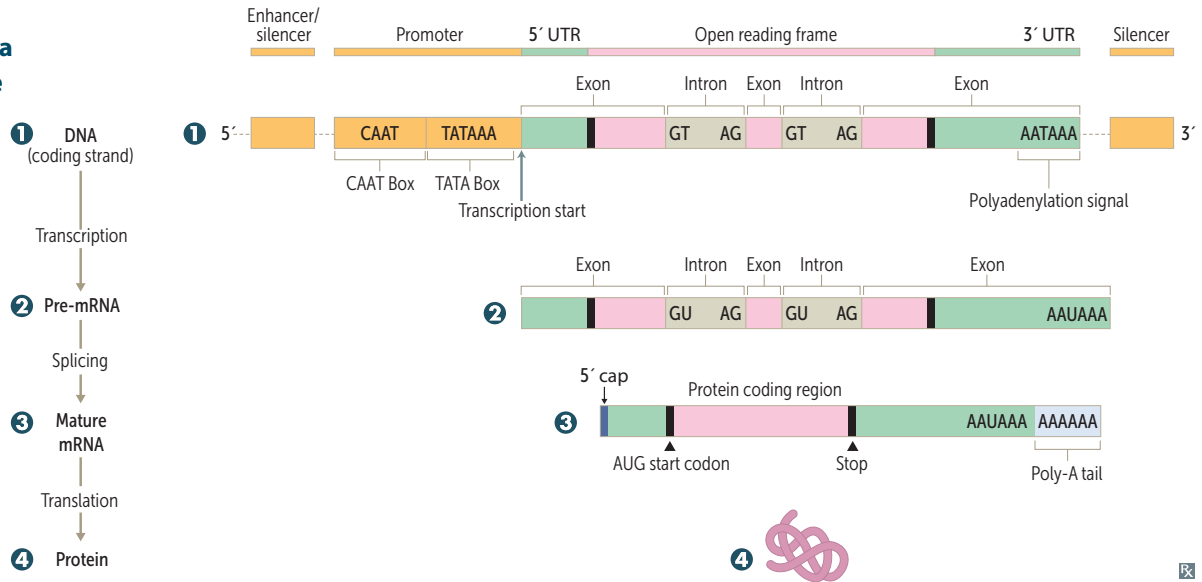 a
e
Enhancer/
silencer
Promoter
5´ UTR
Open reading frame
3´ UTR
Silencer
Exon
Intron
Exon
Intron
Exon
1
DNA
(coding strand)
1
5´
CAAT
TATAAA
GT
AG
GT
AG
AATAAA
3´
CAAT Box
TATA Box
Transcription start
Polyadenylation signal
Transcription
Exon
Intron
Exon
Intron
Exon
2
Pre-mRNA
2
GU
AG
GU
AG
AAUAAA
Splicing
5´ cap
Protein coding region
3
Mature
mRNA
3
AAUAAA
AAAAAA
AUG start codon
Stop
Poly-A tail
Translation
4
Protein
4
Rx